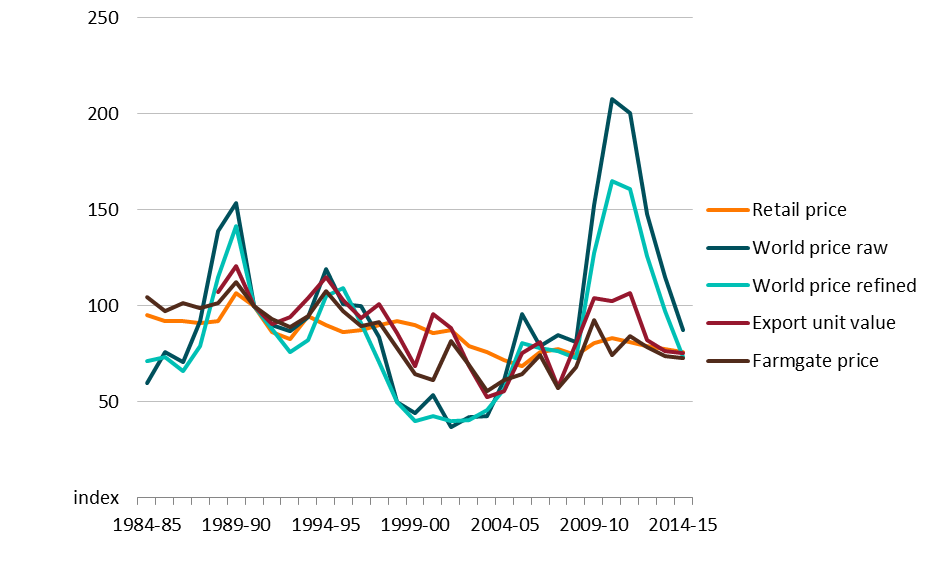 250
200
150
100
50
index
1984-85 1989-90 1994-95 1999-00 2004-05 2009-10 2014-15
Retail price
World price raw
World price refined
Export unit value
Farmgate price